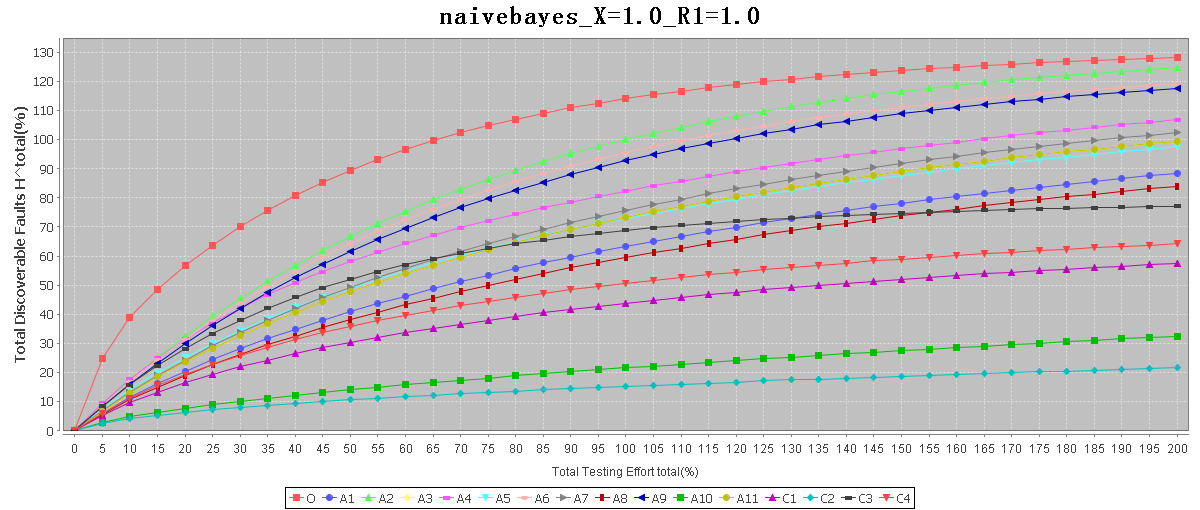 naivebayes_X=1.0_R1=1.0
Total Discoverable Faults H^total(%)
130
120
110
100
90
80
70
60
50
40
30
20
10
0
0 5 10 15 20 25 30 35 40 45 50 55 60 65 70 75 80 85 90 95 100 105 110 115 120 125 130 135 140 145 150 155 160 165 170 175 180 185 190 195 200
Total Testing Effort total(%)
O A1 A2 A3 A4 A5 A6 A7 A8 A9 A10 A11 C1 C2 C3 C4